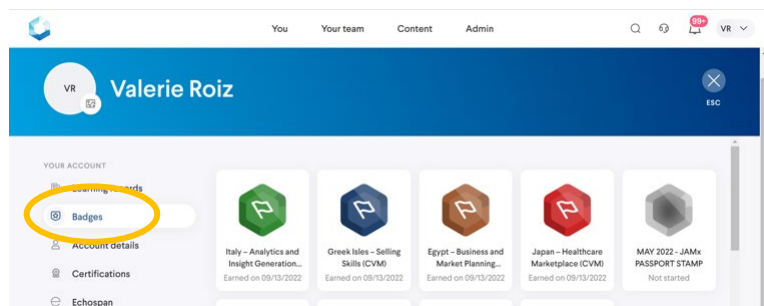 You Your team Content Admin 99+ VR
VR Valerie Roiz
ESC
YOUR ACCOUNT
Learning records
Badges
Account details
Certifications
Echospan
Italy – Analytics and
Insight Generation...
Earned on 09/13/2022
Greek Isles – Selling
Skills (CVM)
Earned on 09/13/2022
Egypt – Business and
Market Planning...
Earned on 09/13/2022
Japan – Healthcare
Marketplace (CVM)
Earned on 09/13/2022
MAY 2022 - JAMx
PASSPORT STAMP
Not started